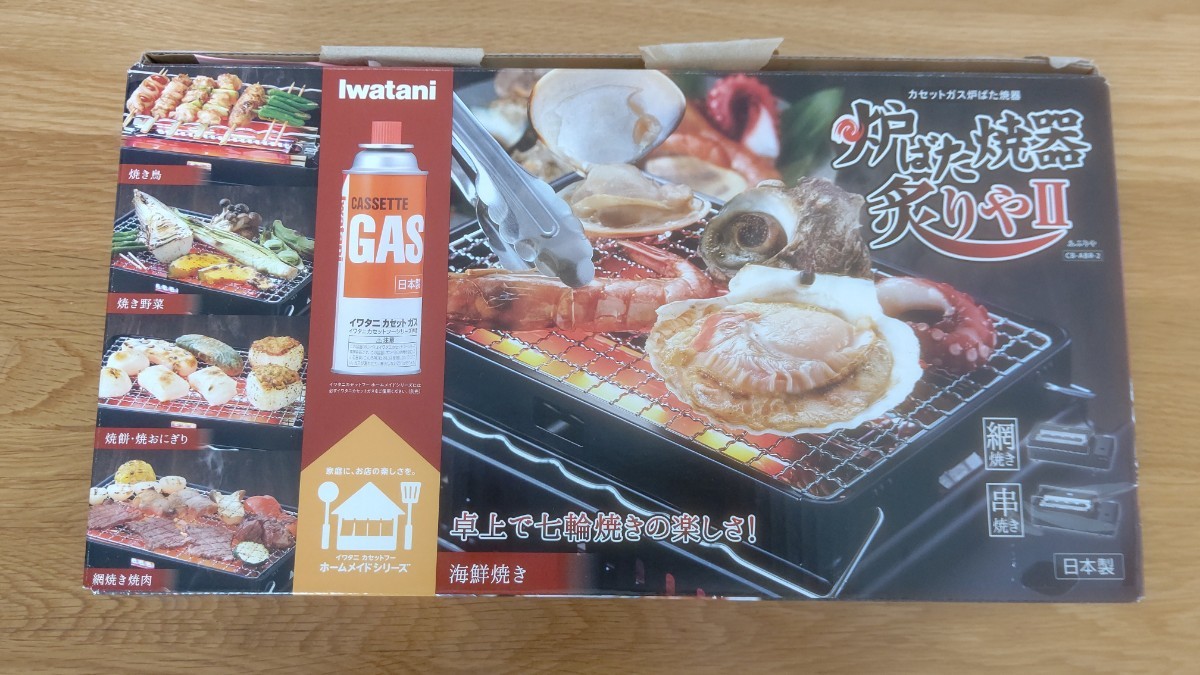 焼き鳥
焼き野菜
焼餅・焼おにぎり
網焼き焼肉
Iwatani
CASSETTE
GAS
日本製
イワタニ カセットガス
注意
家庭に、お店の楽しさを。
イワタニ カセットフー
ホームメイドシリーズ
カセットガス炉ばた焼器
炉ばた焼器
炙りやⅡ
あぶりや
CB-ABR-2
網焼き
串焼き
卓上で七輪焼きの楽しさ!
海鮮焼き
日本製